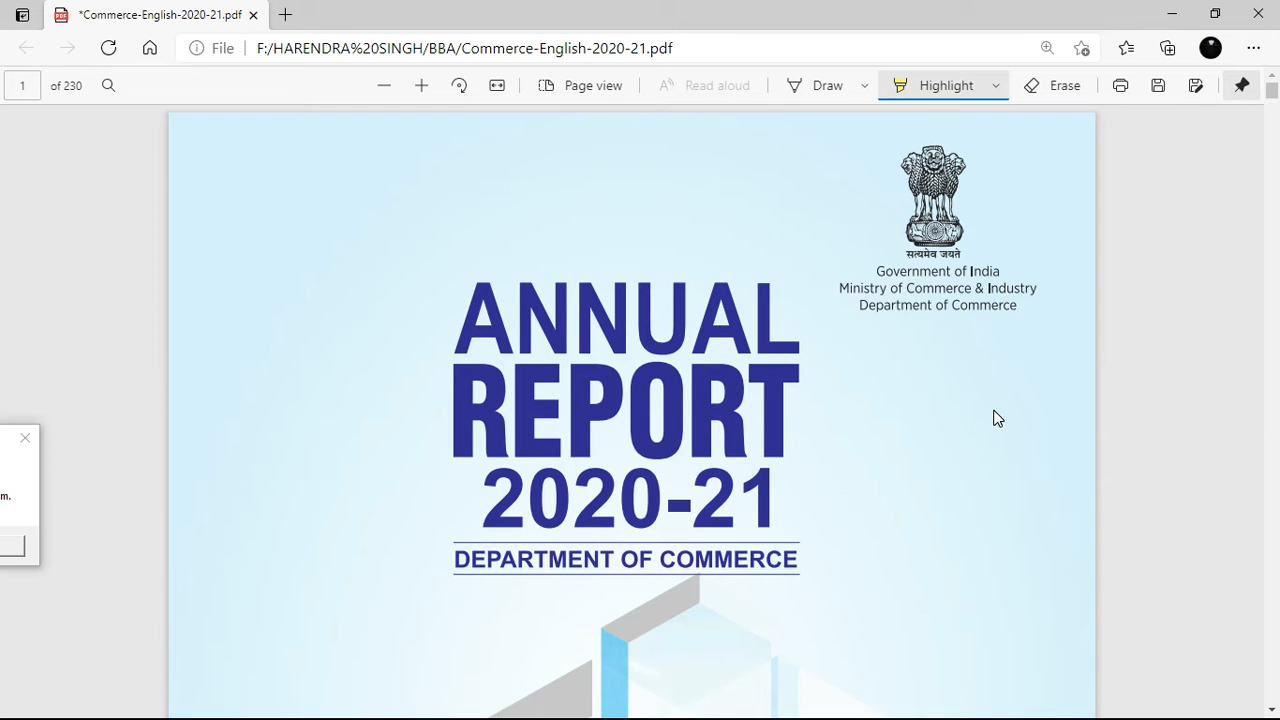 *Commerce-English-2020-21.pdf
File
F:/HARENDRA%20SINGH/BBA/Commerce-English-2020-21.pdf
1 of 230
Page view
Read aloud
Draw
Highlight
Erase
सत्यमेव जयते
Government of India
Ministry of Commerce & Industry
Department of Commerce
ANNUAL
REPORT
2020-21
DEPARTMENT OF COMMERCE
m.